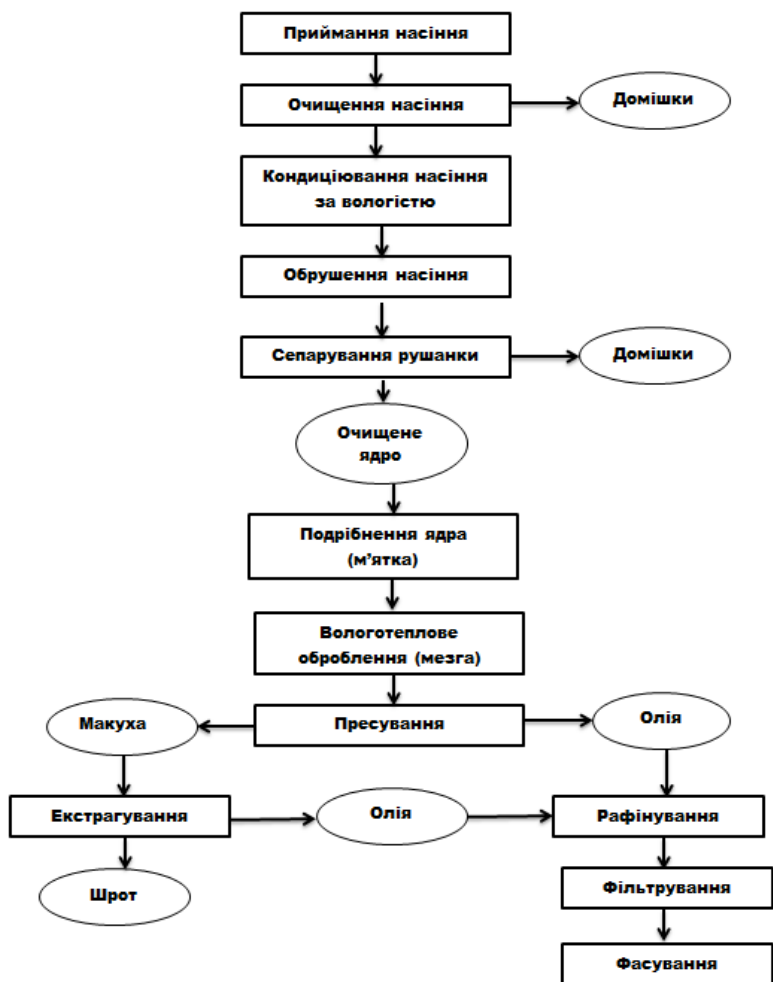 Приймання насіння
Очищення насіння
Домішки
Кондиціювання насіння
за вологістю
Обрушення насіння
Сепарування рушанки
Домішки
Очищене
ядро
Подрібнення ядра
(м’ятка)
Вологотеплове
оброблення (мезга)
Макуха
Пресування
Олія
Екстрагування
Олія
Рафінування
Шрот
Фільтрування
Фасування